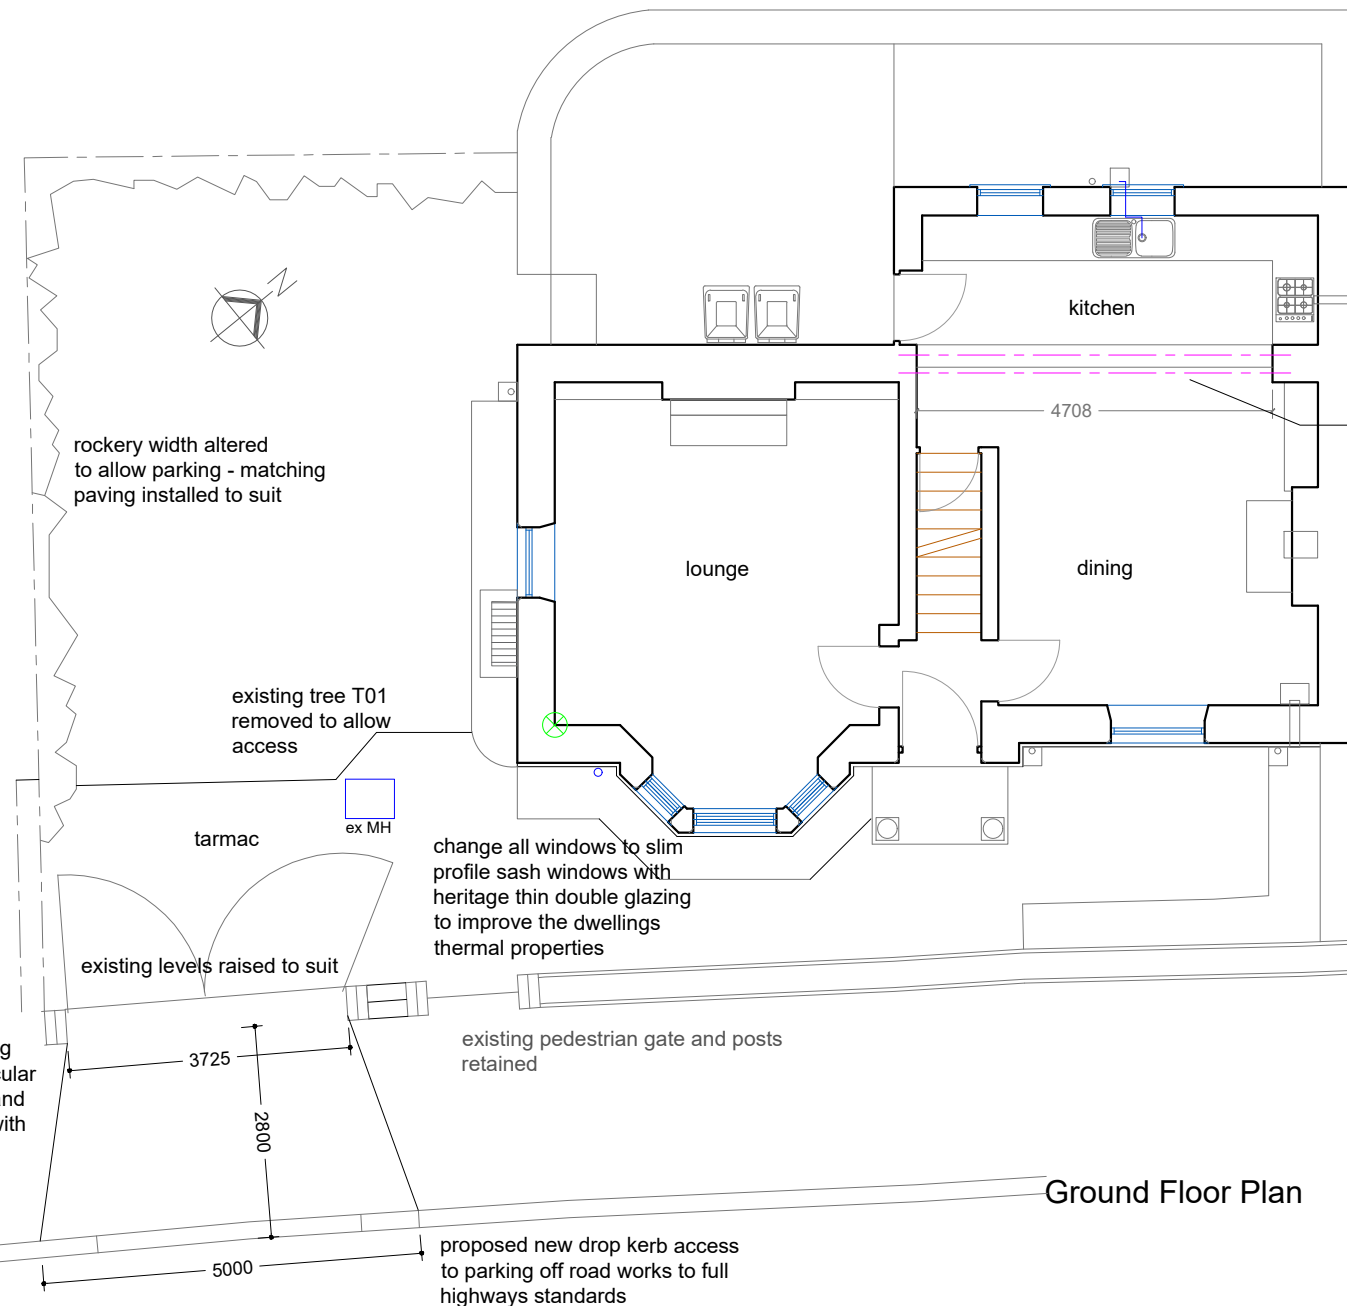 N
kitchen
4708
rockery width altered
to allow parking - matching
paving installed to suit
lounge
dining
existing tree T01
removed to allow
access
ex MH
tarmac
change all windows to slim
profile sash windows with
heritage thin double glazing
to improve the dwellings
thermal properties
existing levels raised to suit
existing pedestrian gate and posts
retained
3725
2800
Ground Floor Plan
proposed new drop kerb access
to parking off road works to full
highways standards
5000